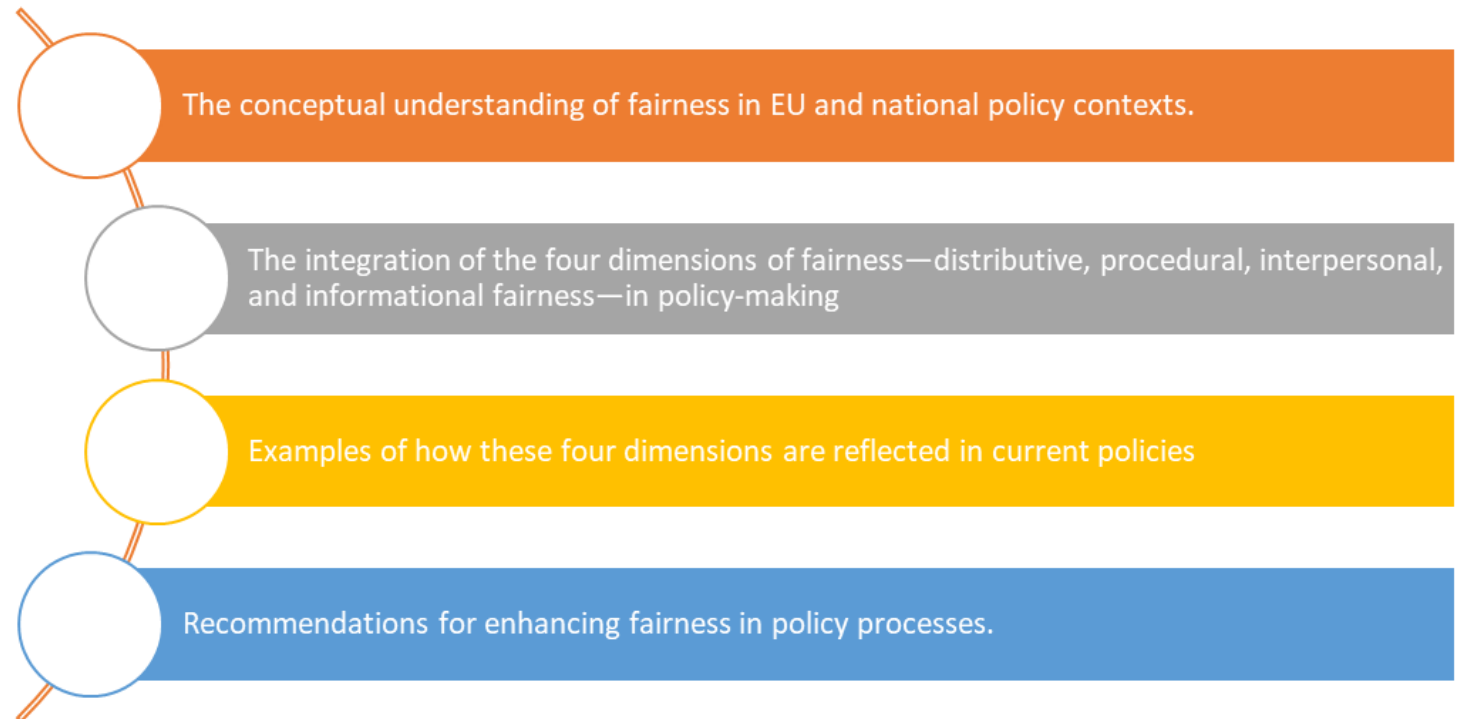 The conceptual understanding of fairness in EU and national policy contexts.
The integration of the four dimensions of fairness—distributive, procedural, interpersonal,
and informational fairness—in policy-making
Examples of how these four dimensions are reflected in current policies
Recommendations for enhancing fairness in policy processes.